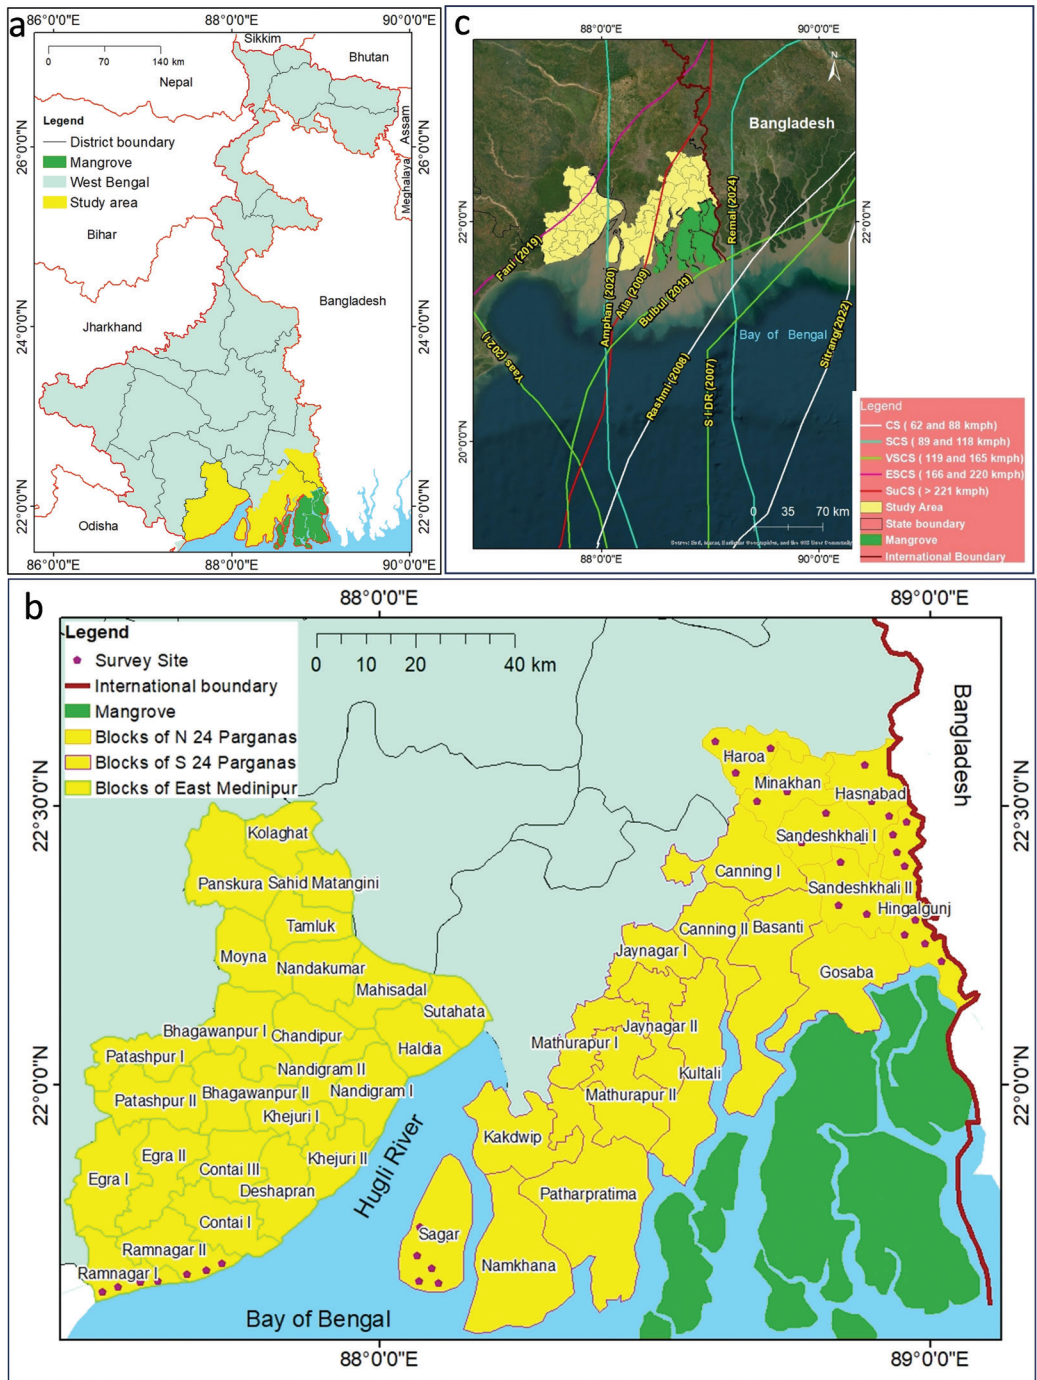 a
86°0'0"E
88°0'0"E
90°0'0"E
Sikkim
Bhutan
Nepal
0
70
140 km
Legend
District boundary
Mangrove
West Bengal
Study area
26°0'0"N
24°0'0"N
22°0'0"N
Assam
Meghalaya
Bihar
Bangladesh
Jharkhand
Odisha
86°0'0"E
88°0'0"E
90°0'0"E
c
88°0'0"E
90°0'0"E
N
Bangladesh
22°0'0"N
22°0'0"N
20°0'0"N
Fani (2019)
Remal (2024)
Amphan (2020)
Aila (2009)
Bulbul (2019)
Yaas (2021)
Bay of Bengal
Rashmi (2008)
S I DR (2007)
Sitrang(2022)
0 35 70 km
88°0'0"E
90°0'0"E
Legend
CS ( 62 and 88 kmph)
SCS ( 89 and 118 kmph)
VSCS ( 119 and 165 kmph)
ESCS ( 166 and 220 kmph)
SuCS ( > 221 kmph)
Study Area
State boundary
Mangrove
International Boundary
b
88°0'0"E
89°0'0"E
Legend
Survey Site
International boundary
Mangrove
Blocks of N 24 Parganas
Blocks of S 24 Parganas
Blocks of East Medinipur
0 10 20 40 km
Bangladesh
22°30'0"N
22°30'0"N
22°0'0"N
22°0'0"N
Haroa
Minakhan
Hasnabad
Kolaghat
Sandeshkhali I
Canning I
Panskura
Sahid Matangini
Sandeshkhali II
Hingalgunj
Tamluk
Canning II
Basanti
Moyna
Nandakumar
Jaynagar I
Gosaba
Mahisadal
Sutahata
Bhagawanpur I
Chandipur
Jaynagar II
Patashpur I
Haldia
Mathurapur I
Nandigram II
Kultali
Patashpur II
Bhagawanpur II
Nandigram I
Mathurapur II
Khejuri I
Kakdwip
Egra II
Khejuri II
Hugli River
Egra I
Contai III
Deshapran
Patharpratima
Contai I
Sagar
Ramnagar II
Namkhana
Ramnagar I
Bay of Bengal
88°0'0"E
89°0'0"E